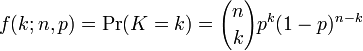 f(k; n, p) = Pr(K = k) = \binom{n}{k} p^k (1 − p)^{n−k}